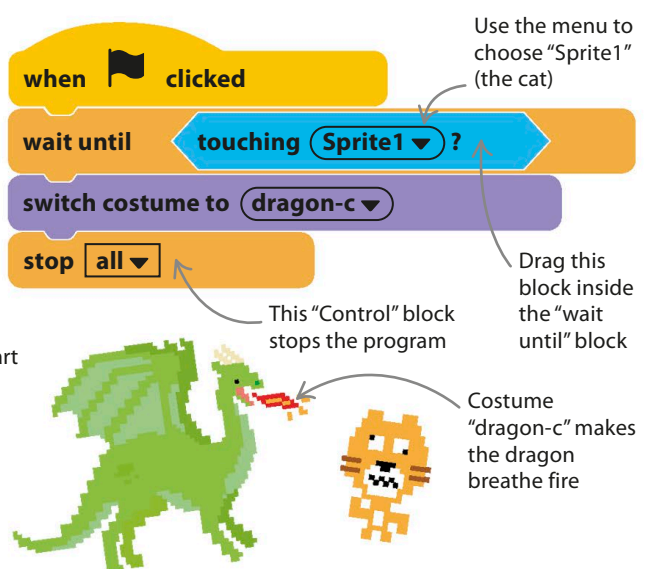 Use the menu to
choose “Sprite1”
(the cat)
when clicked
wait until touching Sprite1 ?
switch costume to dragon-c
stop all
Drag this
block inside
the “wait
until” block
This “Control” block
stops the program
art
Costume
“dragon-c” makes
the dragon
breathe fire